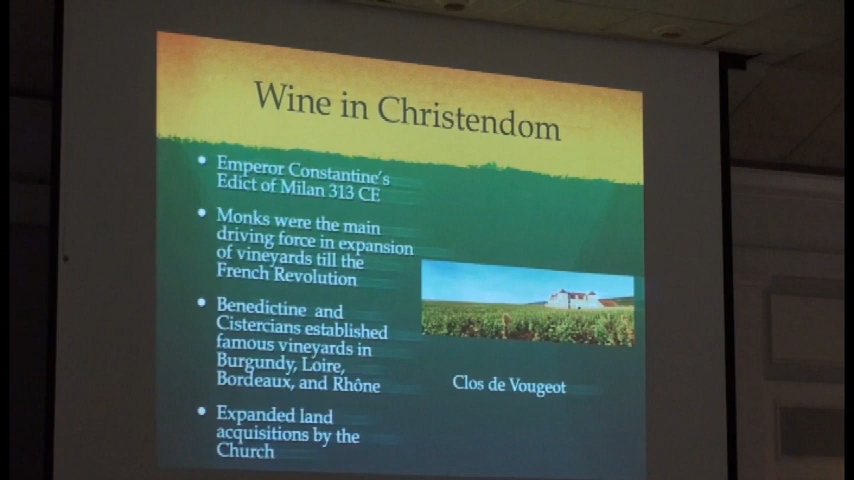 Wine in Christendom
• Emperor Constantine's
Edict of Milan 313 CE
• Monks were the main
driving force in expansion
of vineyards till the
French Revolution
• Benedictine and
Cistercians established
famous vineyards in
Burgundy, Loire,
Bordeaux, and Rhône
• Expanded land
acquisitions by the
Church
Clos de Vougeot